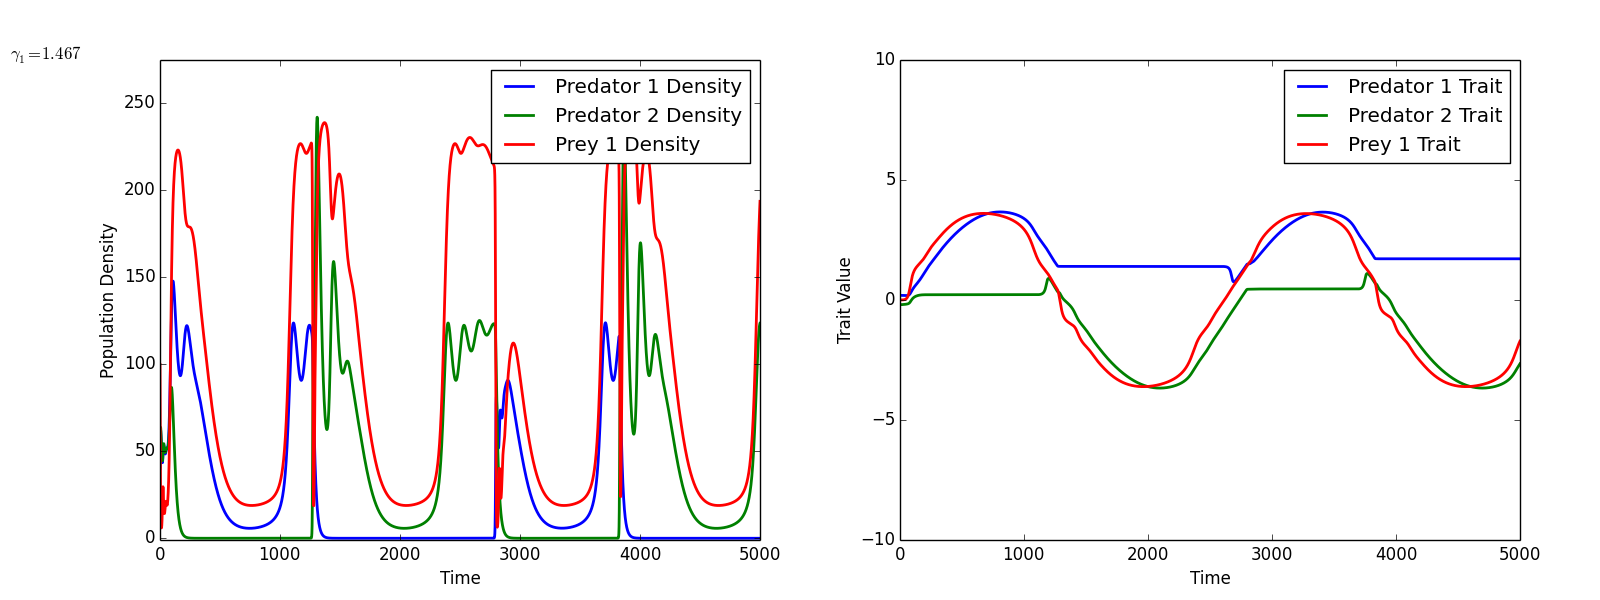 γ1=1.467
250
200
150
100
50
0
0 1000 2000 3000 4000 5000
Time
Population Density
Predator 1 Density
Predator 2 Density
Prey 1 Density
10
5
0
−5
−10
0 1000 2000 3000 4000 5000
Time
Trait Value
Predator 1 Trait
Predator 2 Trait
Prey 1 Trait